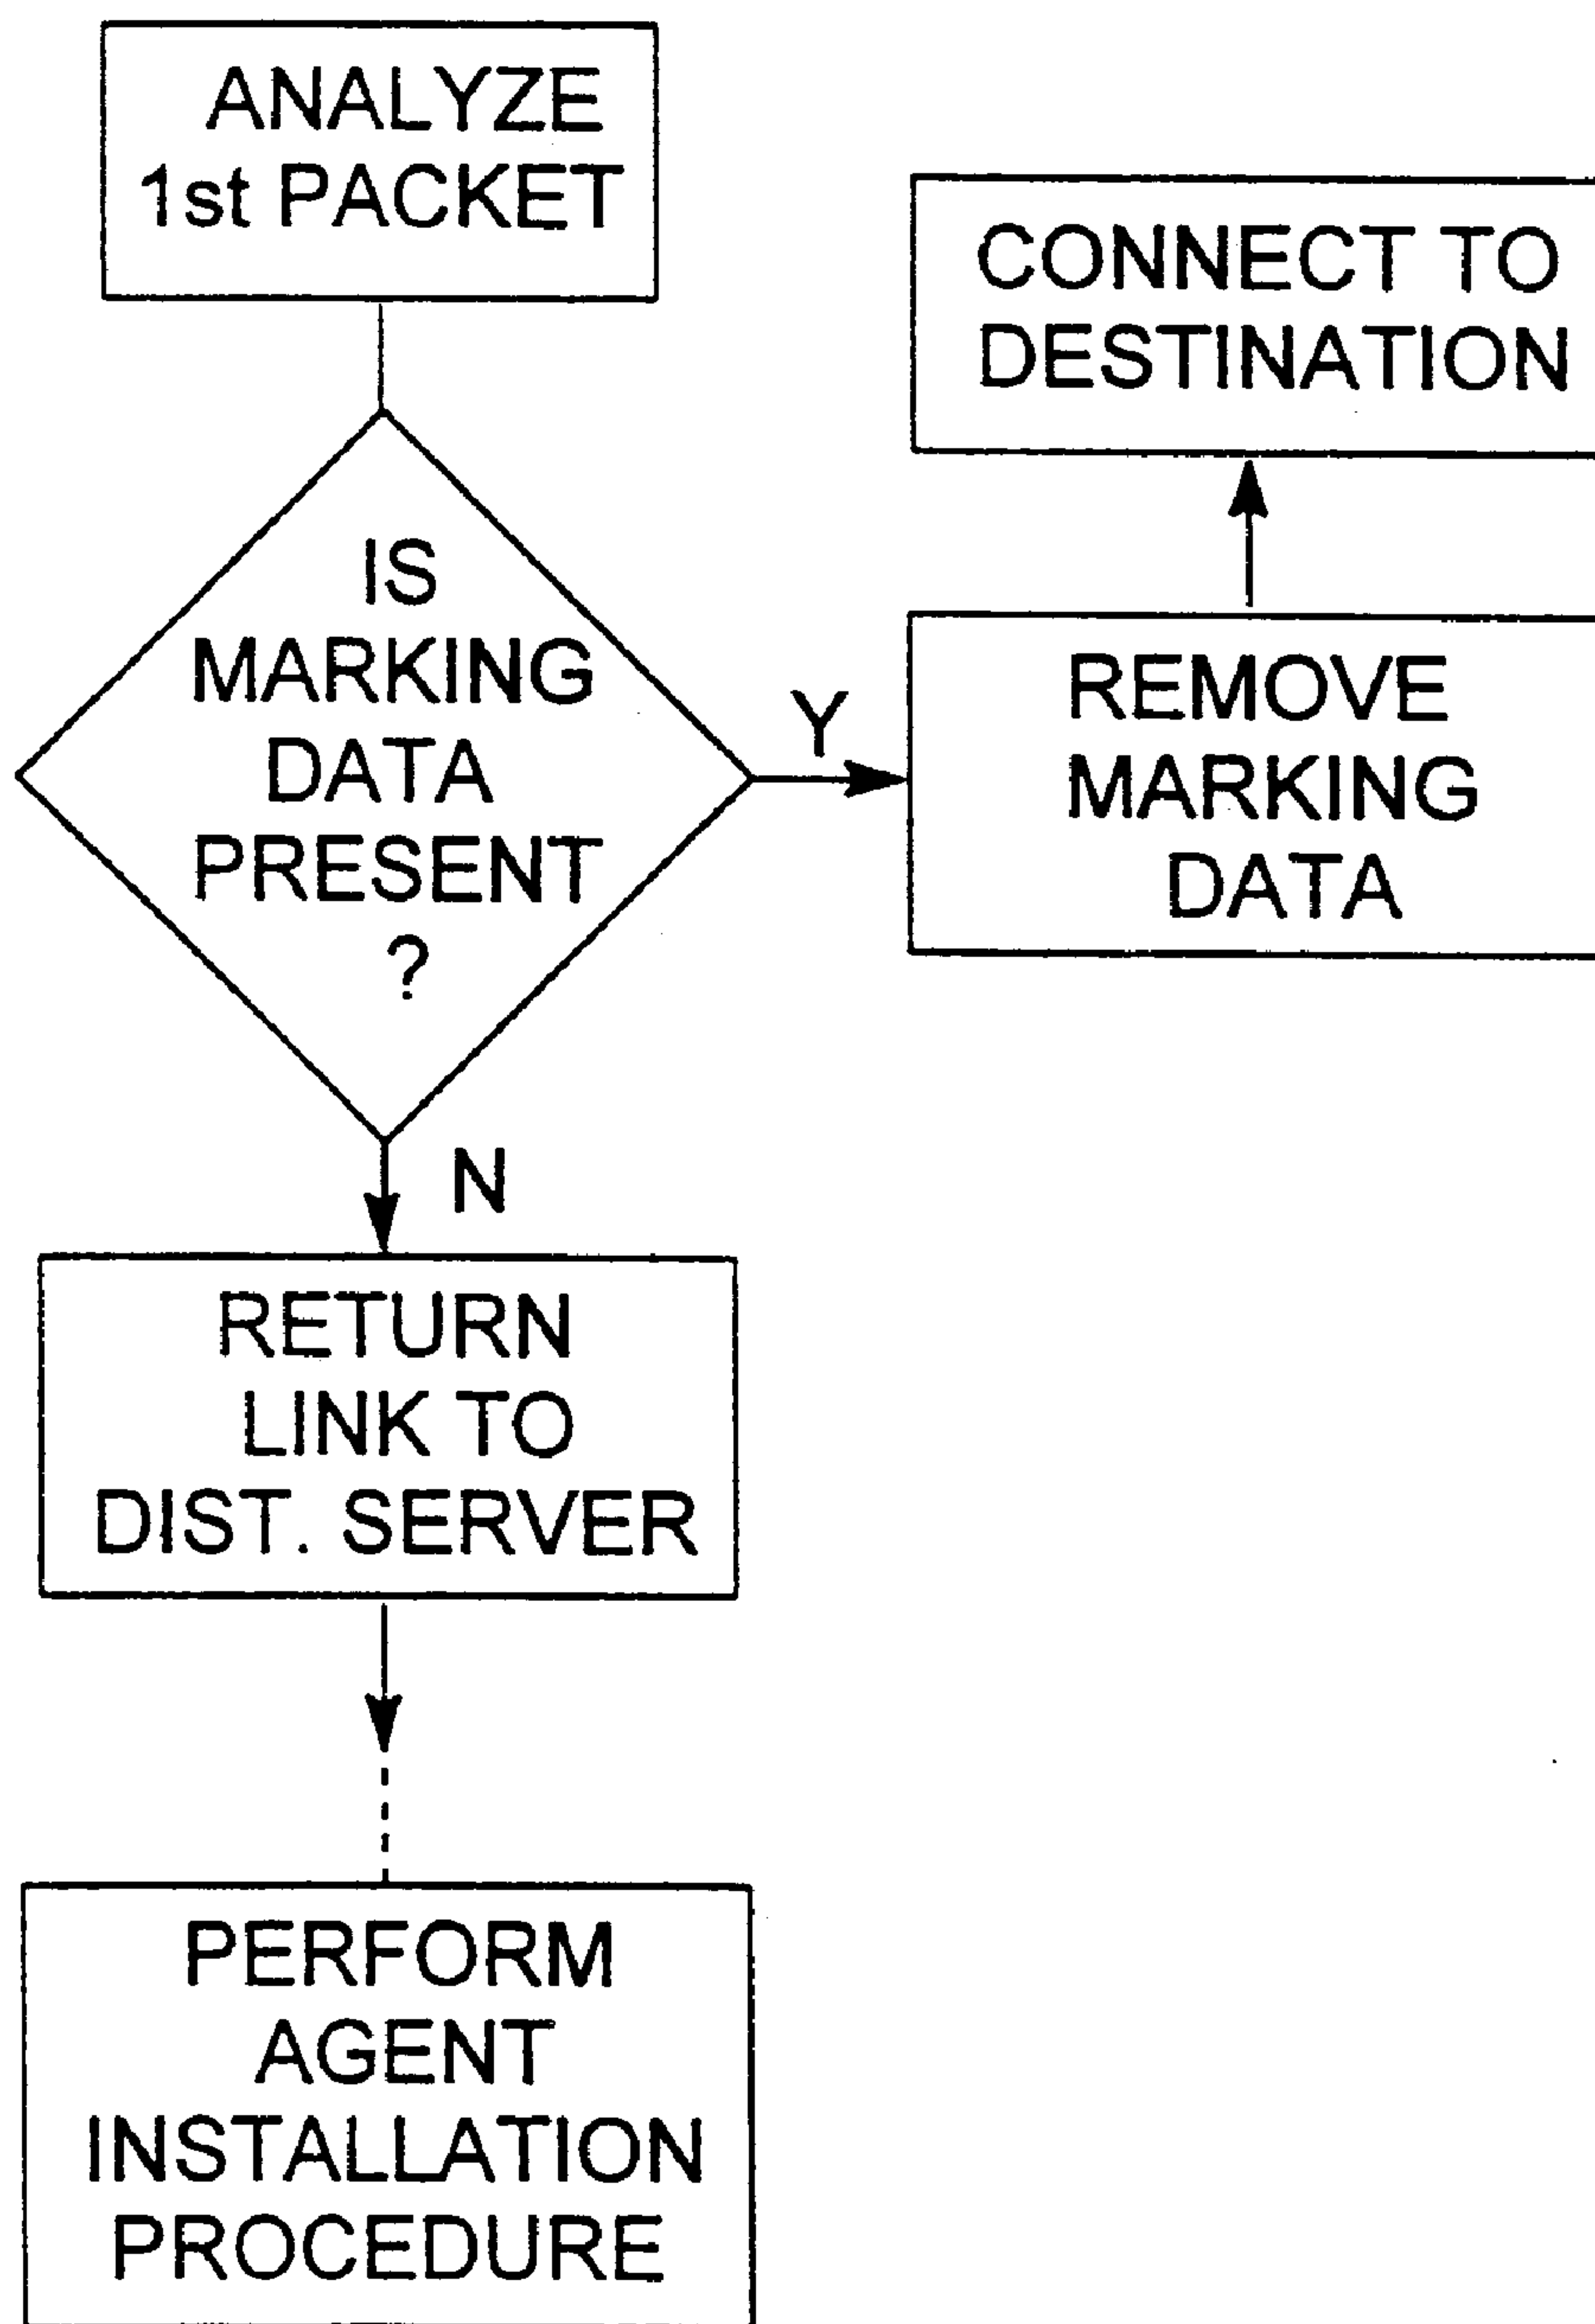 ANALYZE
1st PACKET
CONNECT TO
DESTINATION
IS
MARKING
DATA
PRESENT
?
Y
REMOVE
MARKING
DATA
N
RETURN
LINK TO
DIST. SERVER
PERFORM
AGENT
INSTALLATION
PROCEDURE